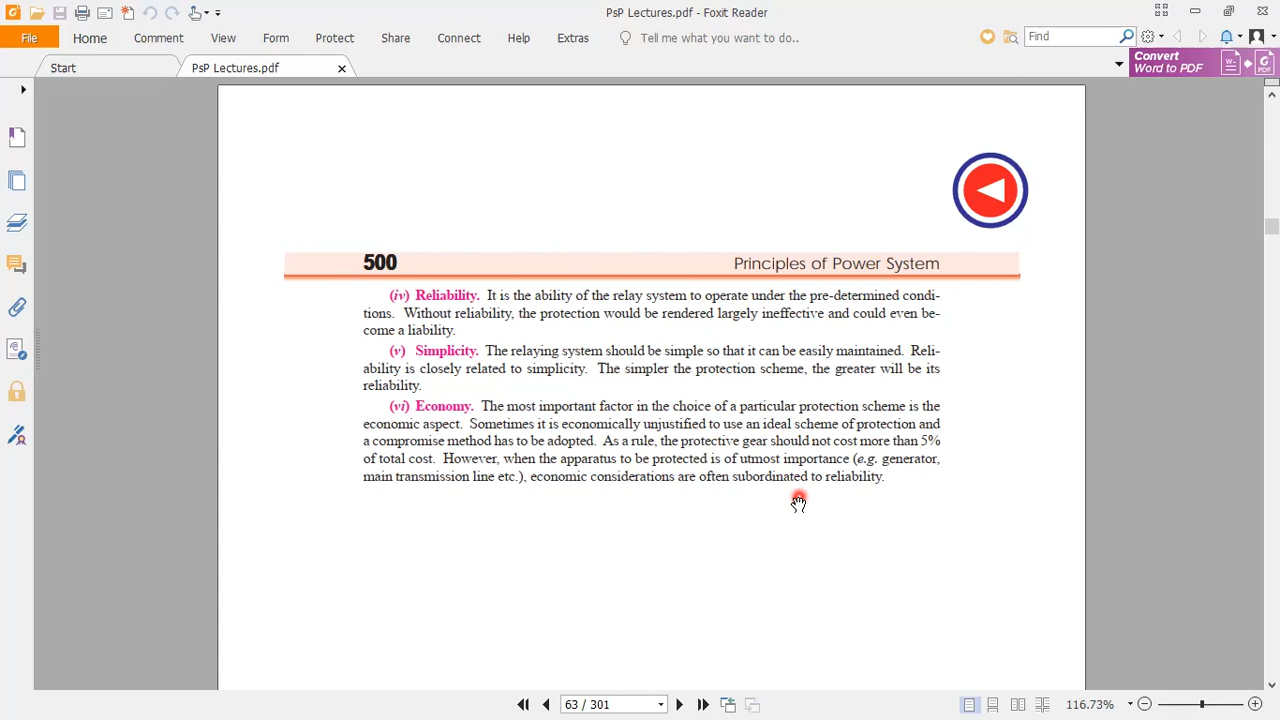 PsP Lectures.pdf - Foxit Reader
File Home Comment View Form Protect Share Connect Help Extras Tell me what you want to do.. Find
Start PsP Lectures.pdf
Convert
Word to PDF
500 Principles of Power System
(iv) Reliability. It is the ability of the relay system to operate under the pre-determined condi-
tions. Without reliability, the protection would be rendered largely ineffective and could even be-
come a liability.
(v) Simplicity. The relaying system should be simple so that it can be easily maintained. Reli-
ability is closely related to simplicity. The simpler the protection scheme, the greater will be its
reliability.
(vi) Economy. The most important factor in the choice of a particular protection scheme is the
economic aspect. Sometimes it is economically unjustified to use an ideal scheme of protection and
a compromise method has to be adopted. As a rule, the protective gear should not cost more than 5%
of total cost. However, when the apparatus to be protected is of utmost importance (e.g. generator,
main transmission line etc.), economic considerations are often subordinated to reliability.
63 / 301 116.73%